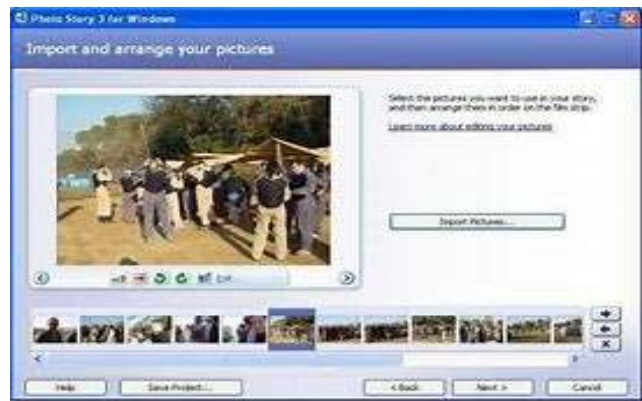 Photo Story 3 for Windows
Import and arrange your pictures
Select the pictures you want to use in your story,
and then arrange them in order on the film strip.
Learn more about editing your pictures
Import Pictures...
Help
Save Project...
< Back
Next >
Cancel